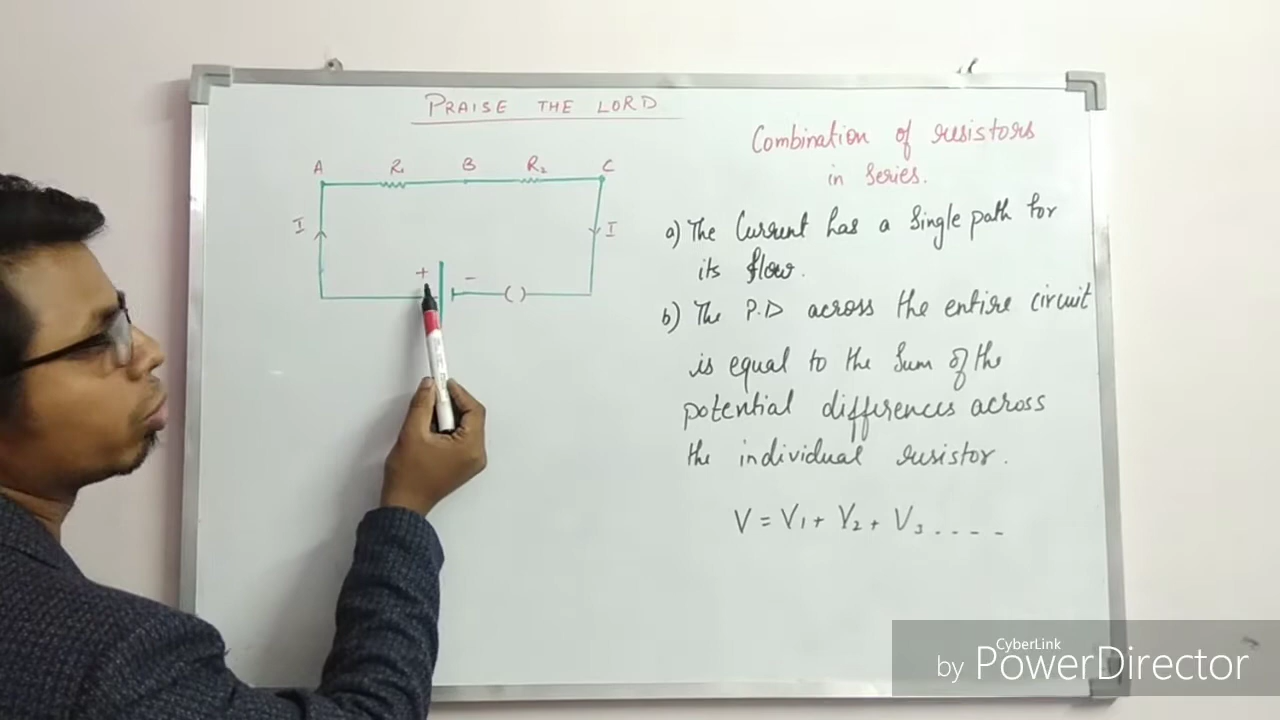 PRAISE THE LORD
A R₁ B R₂ C
I I
+ -
( )
Combination of resistors
in Series.
a) The Current has a Single path for
its flow.
b) The P.D across the entire circuit
is equal to the Sum of the
potential differences across
the individual resistor.
V = V₁ + V₂ + V₃ . - - -
CyberLink
by PowerDirector